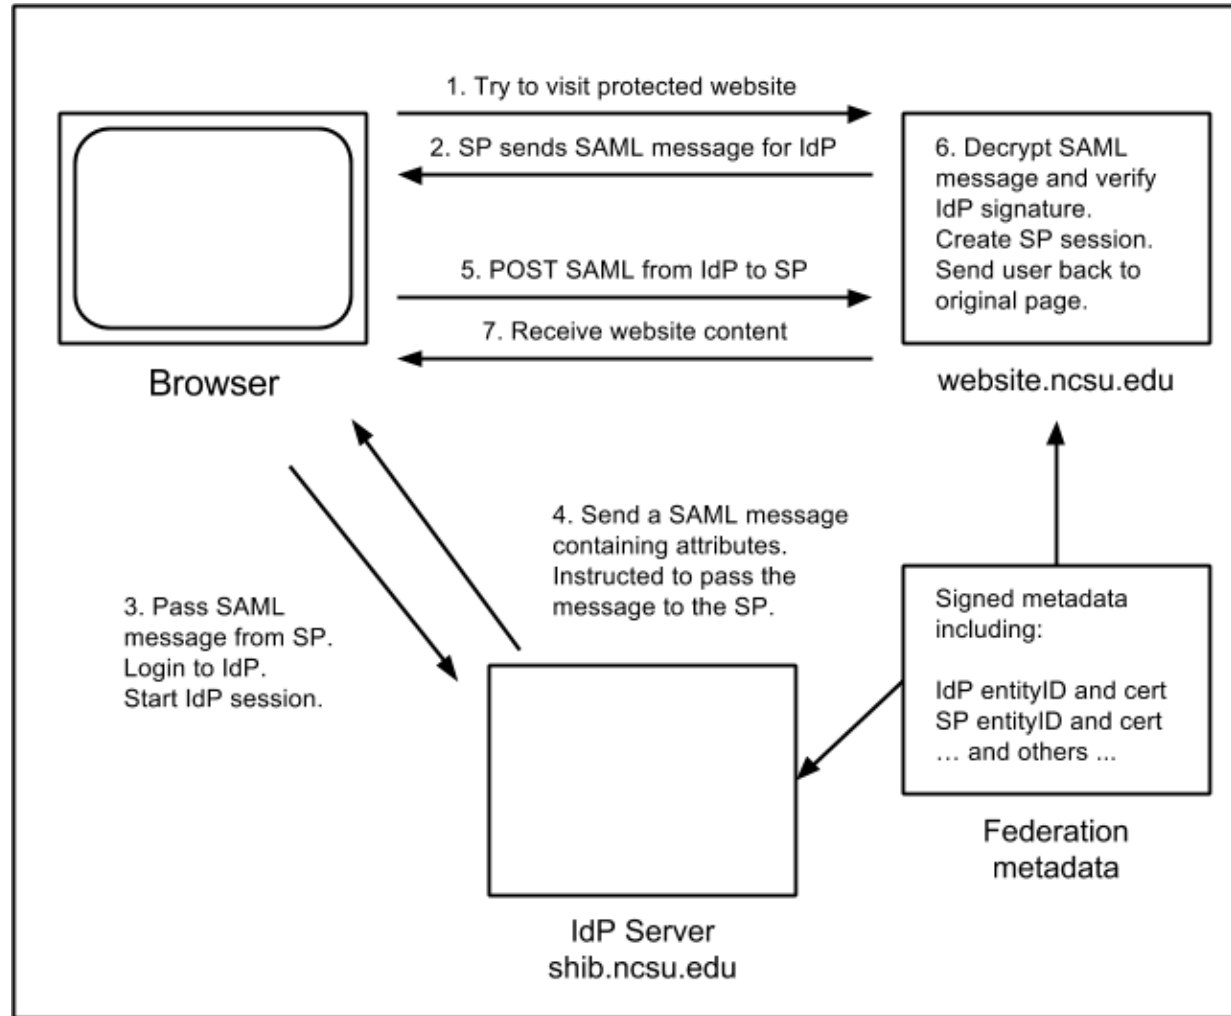 1. Try to visit protected website
2. SP sends SAML message for IdP
6. Decrypt SAML
message and verify
IdP signature.
Create SP session.
Send user back to
original page.
5. POST SAML from IdP to SP
7. Receive website content
Browser
website.ncsu.edu
4. Send a SAML message
containing attributes.
Instructed to pass the
message to the SP.
3. Pass SAML
message from SP.
Login to IdP.
Start IdP session.
Signed metadata
including:
IdP entityID and cert
SP entityID and cert
… and others ...
Federation
metadata
IdP Server
shib.ncsu.edu